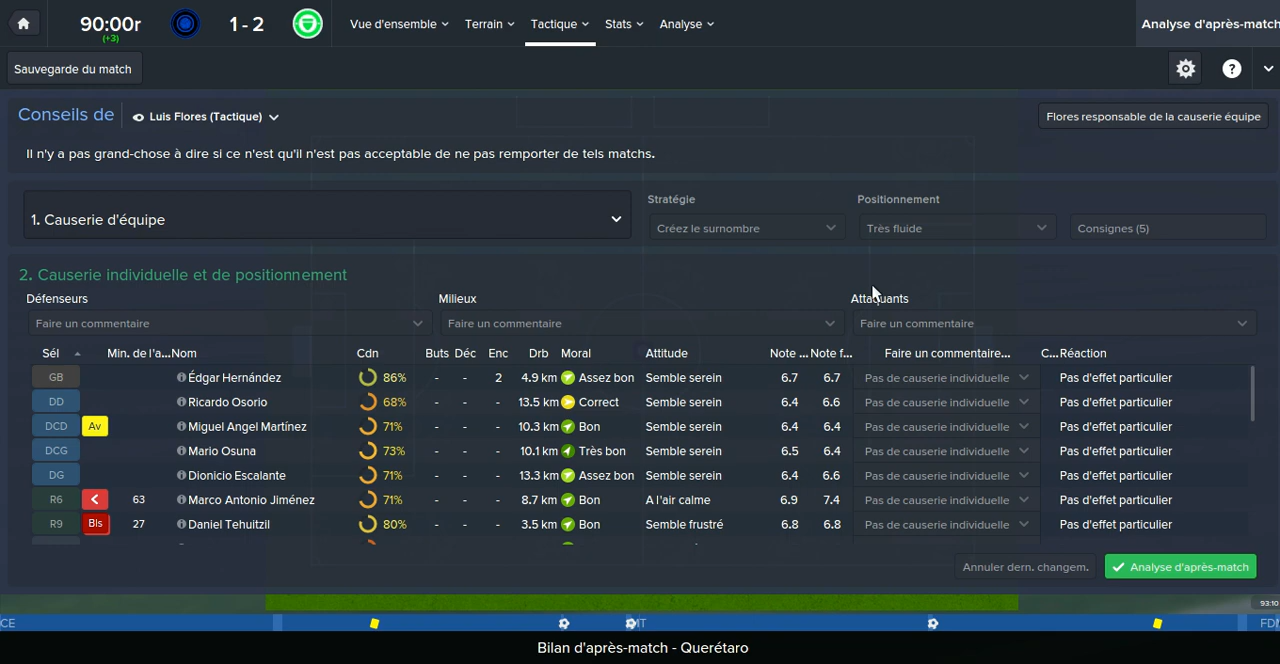 90:00r
(+3)
1 - 2
Vue d'ensemble
Terrain
Tactique
Stats
Analyse
Analyse d'après-match
Sauvegarde du match
?
Conseils de
Luis Flores (Tactique)
Flores responsable de la causerie équipe
Il n'y a pas grand-chose à dire si ce n'est qu'il n'est pas acceptable de ne pas remporter de tels matchs.
1. Causerie d'équipe
Stratégie
Créez le surnombre
Positionnement
Très fluide
Consignes (5)
2. Causerie individuelle et de positionnement
Défenseurs
Milieux
Attaquants
Faire un commentaire
Faire un commentaire
Faire un commentaire
Sél Min. de l'a... Nom Cdn Buts Déc Enc Drb Moral Attitude Note ... Note f... Faire un commentaire... C... Réaction
GB Édgar Hernández 86% - - 2 4.9 km Assez bon Semble serein 6.7 6.7 Pas de causerie individuelle Pas d'effet particulier
DD Ricardo Osorio 68% - - - 13.5 km Correct Semble serein 6.4 6.6 Pas de causerie individuelle Pas d'effet particulier
DCD Av Miguel Angel Martínez 71% - - - 10.3 km Bon Semble serein 6.4 6.4 Pas de causerie individuelle Pas d'effet particulier
DCG Mario Osuna 73% - - - 10.1 km Très bon Semble serein 6.5 6.4 Pas de causerie individuelle Pas d'effet particulier
DG Dionicio Escalante 71% - - - 13.3 km Assez bon Semble serein 6.4 6.6 Pas de causerie individuelle Pas d'effet particulier
R6 63 Marco Antonio Jiménez 71% - - - 8.7 km Bon A l'air calme 6.9 7.4 Pas de causerie individuelle Pas d'effet particulier
R9 Bls 27 Daniel Tehuitzil 80% - - - 3.5 km Bon Semble frustré 6.8 6.8 Pas de causerie individuelle Pas d'effet particulier
Annuler dern. changem.
Analyse d'après-match
93:10
CE
MT
FDM
Bilan d'après-match - Querétaro